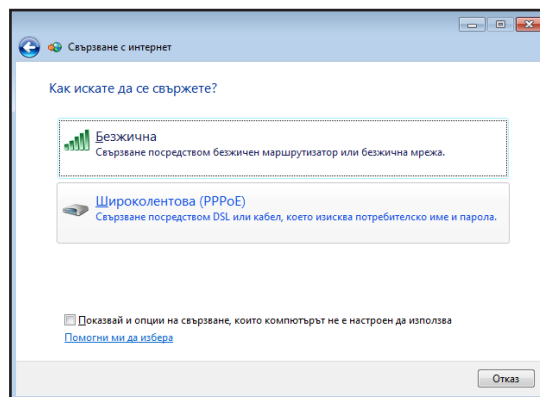 Свързване с интернет
Как искате да се свържете?
Безжична
Свързване посредством безжичен маршрутизатор или безжична мрежа.
Широколентова (PPPoE)
Свързване посредством DSL или кабел, което изисква потребителско име и парола.
Показвай и опции на свързване, които компютърът не е настроен да използва
Помогни ми да избера
Отказ